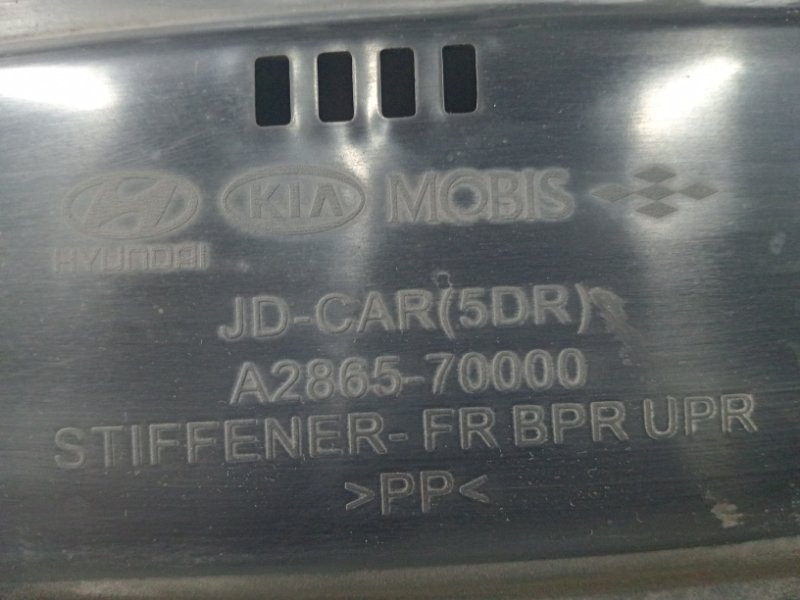 HYUNDAI KIA MOBIS
JD-CAR(5DR)
A2865-70000
STIFFENER- FR BPR UPR
>PP<